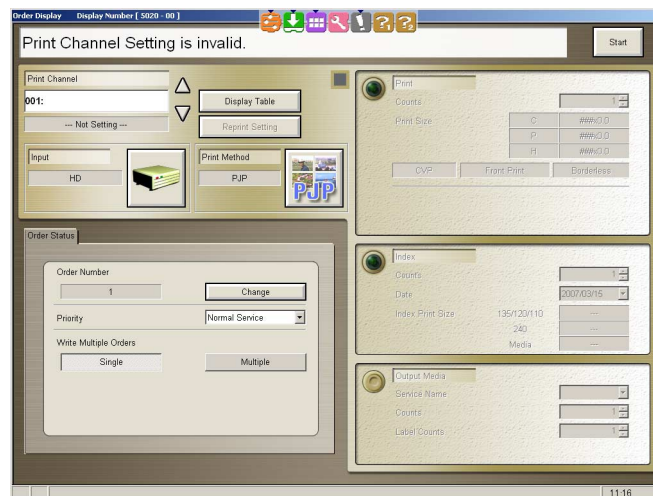 Order Display Display Number [ 5020 - 00 ]
Print Channel Setting is invalid.
Start
Print Channel
001:
--- Not Setting ---
Display Table
Reprint Setting
Input
HD
Print Method
PJP
PJP
Order Status
Order Number
1
Change
Priority
Normal Service
Write Multiple Orders
Single
Multiple
Print
Counts
1
Print Size
C
###x0.0
P
###x0.0
H
###x0.0
CVP
Front Print
Borderless
Index
Counts
1
Date
2007/03/15
Index Print Size
135/120/110
---
240
---
Media
---
Output Media
Service Name
Counts
1
Label Counts
1
11:16